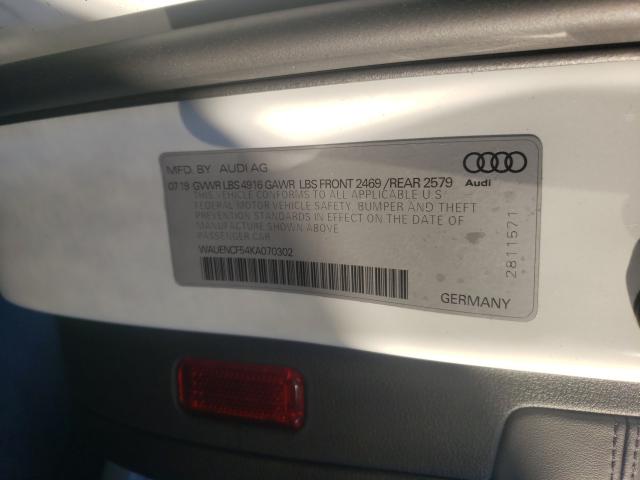 MFD. BY AUDI AG
07 19 GVWR LBS 4916 GAWR LBS FRONT 2469 /REAR 2579
THIS VEHICLE CONFORMS TO ALL APPLICABLE U.S
FEDERAL MOTOR VEHICLE SAFETY, BUMPER AND THEFT
PREVENTION STANDARDS IN EFFECT ON THE DATE OF
MANUFACTURE SHOWN ABOVE
PASSENGER CAR
WAUENCF54KA070302
Audi
2811571
GERMANY